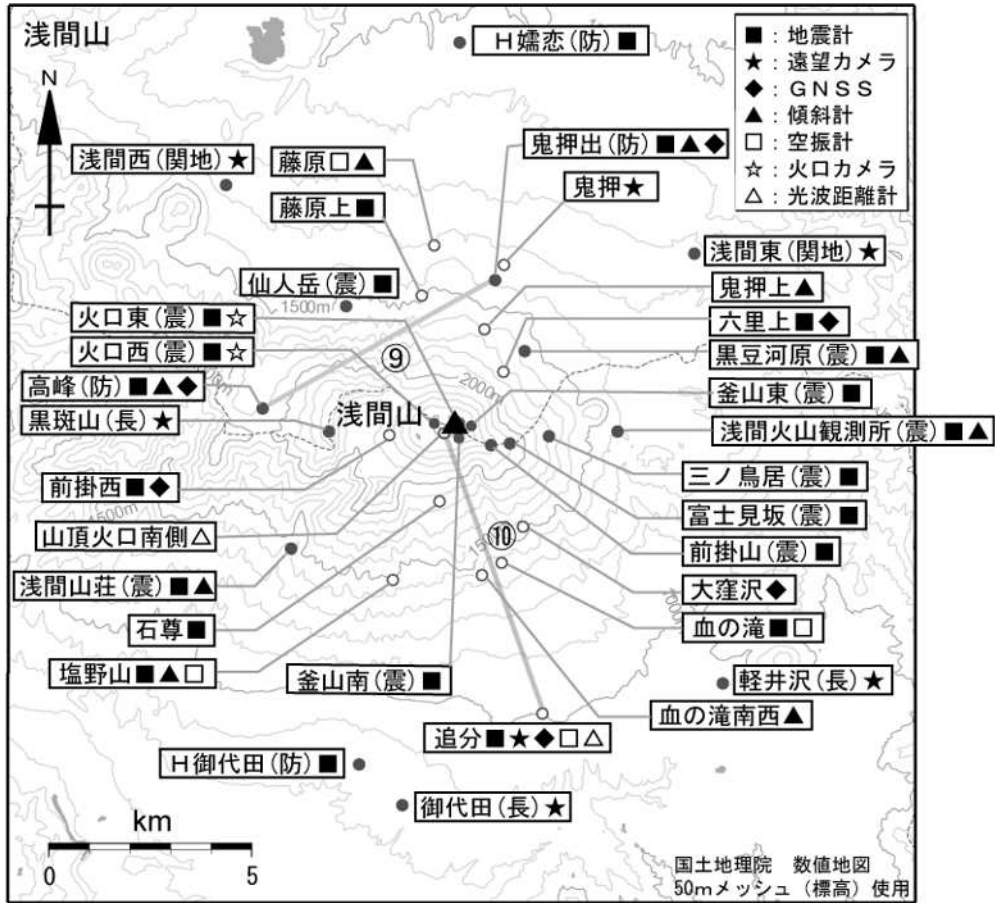 浅間山
H嬬恋(防)■
■:地震計
★:遠望カメラ
◆:GNSS
▲:傾斜計
□:空振計
☆:火口カメラ
△:光波距離計
N
浅間西(関地)★
藤原□▲
鬼押出(防)■▲◆
鬼押★
藤原上■
浅間東(関地)★
仙人岳(震)■
1500m
鬼押上▲
火口東(震)■☆
六里上■◆
火口西(震)■☆
⑨
黒豆河原(震)■▲
高峰(防)■▲◆
2000m
釜山東(震)■
黒斑山(長)★
浅間山
浅間火山観測所(震)■▲
前掛西■◆
三ノ鳥居(震)■
1500m
富士見坂(震)■
山頂火口南側△
⑩
前掛山(震)■
浅間山荘(震)■▲
大窪沢◆
石尊■
血の滝■□
塩野山■▲□
釜山南(震)■
軽井沢(長)★
血の滝南西▲
追分■★◆□△
H御代田(防)■
御代田(長)★
km
0 5
国土地理院 数値地図
50mメッシュ(標高)使用